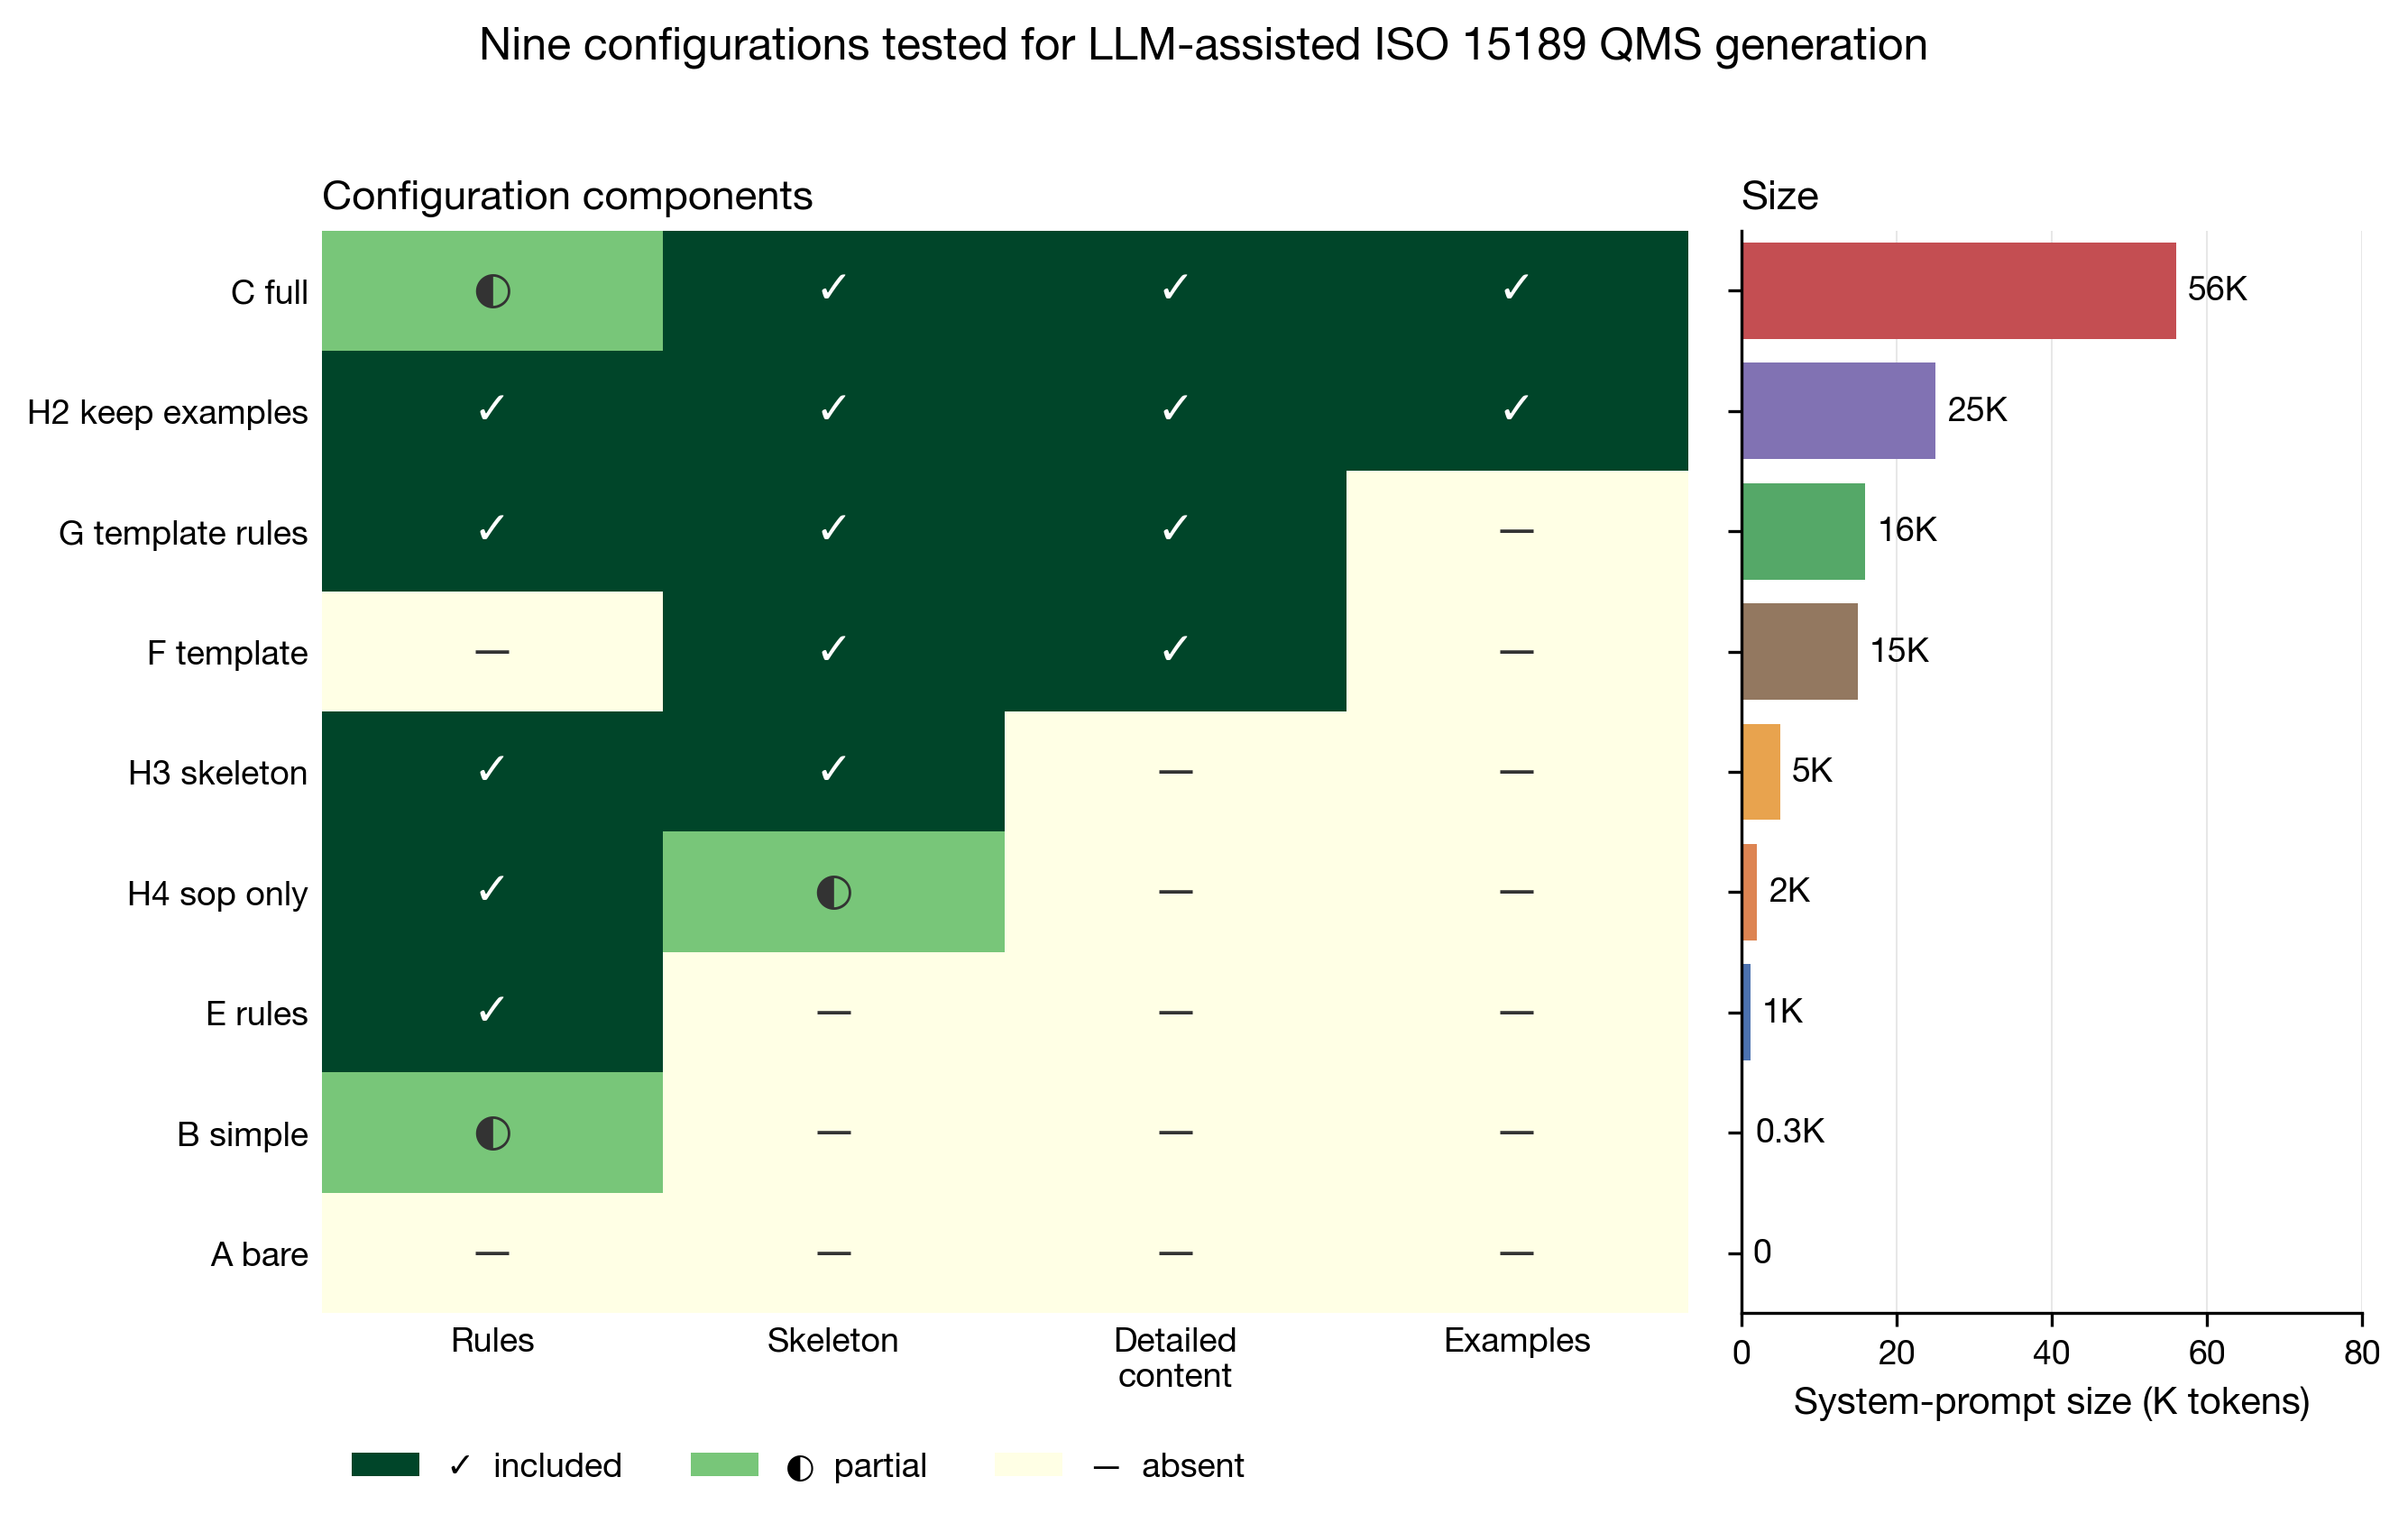 Nine configurations tested for LLM-assisted ISO 15189 QMS generation
Configuration components
Size
C full ◐ ✓ ✓ ✓ 56K
H2 keep examples ✓ ✓ ✓ ✓ 25K
G template rules ✓ ✓ ✓ — 16K
F template — ✓ ✓ — 15K
H3 skeleton ✓ ✓ — — 5K
H4 sop only ✓ ◐ — — 2K
E rules ✓ — — — 1K
B simple ◐ — — — 0.3K
A bare — — — — 0
Rules Skeleton Detailed content Examples
0 20 40 60 80
System-prompt size (K tokens)
✓ included ◐ partial — absent